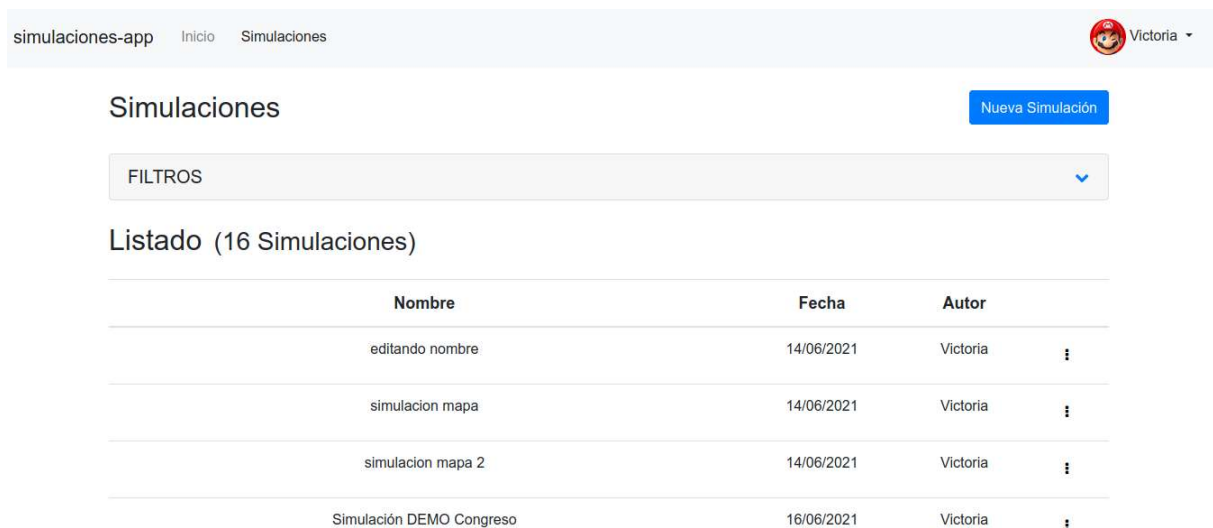 simulaciones-app Inicio Simulaciones Victoria
Simulaciones Nueva Simulación
FILTROS
Listado (16 Simulaciones)
Nombre Fecha Autor
editando nombre 14/06/2021 Victoria
simulacion mapa 14/06/2021 Victoria
simulacion mapa 2 14/06/2021 Victoria
Simulación DEMO Congreso 16/06/2021 Victoria